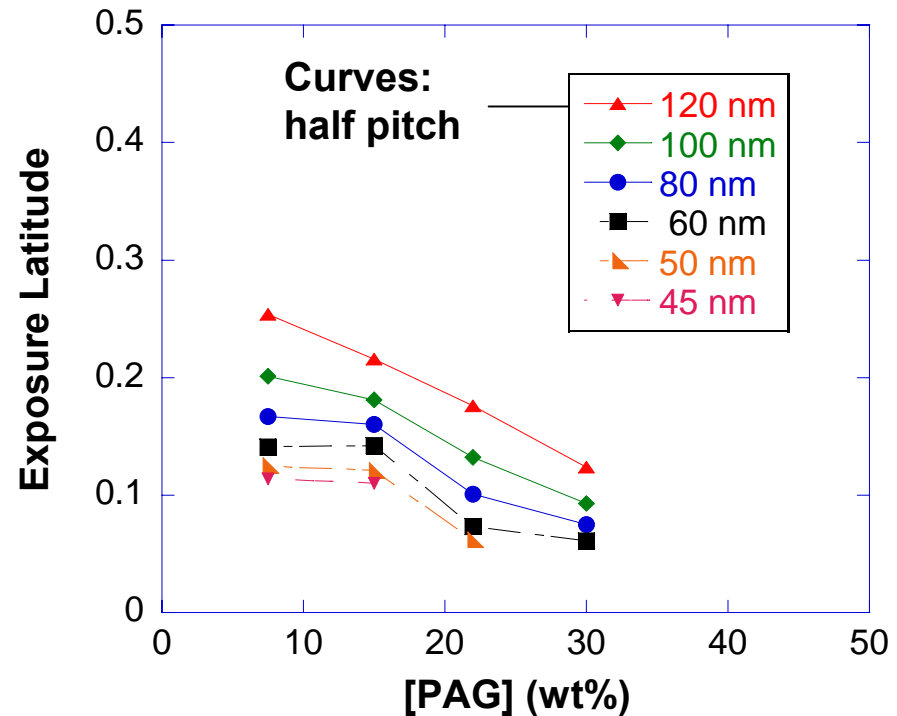 0.5
0.4
0.3
0.2
0.1
0
Exposure Latitude
Curves:
half pitch
120 nm
100 nm
80 nm
60 nm
50 nm
45 nm
0 10 20 30 40 50
[PAG] (wt%)